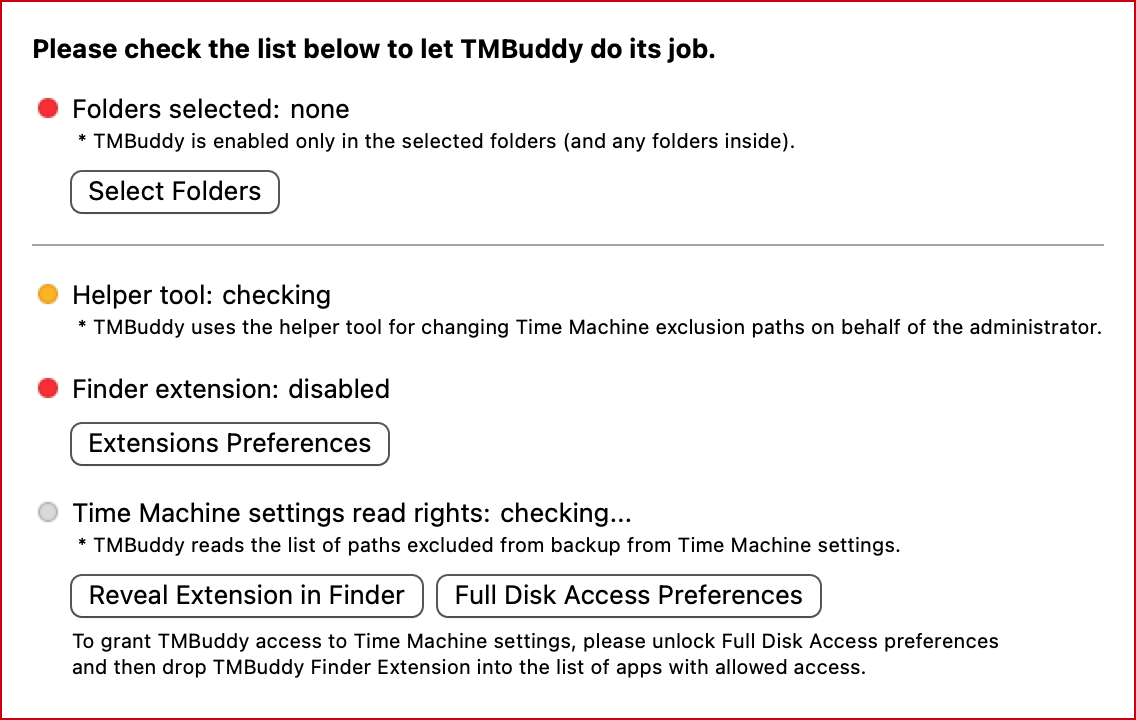 Please check the list below to let TMBuddy do its job.
Folders selected: none
* TMBuddy is enabled only in the selected folders (and any folders inside).
Select Folders
Helper tool: checking
* TMBuddy uses the helper tool for changing Time Machine exclusion paths on behalf of the administrator.
Finder extension: disabled
Extensions Preferences
Time Machine settings read rights: checking...
* TMBuddy reads the list of paths excluded from backup from Time Machine settings.
Reveal Extension in Finder Full Disk Access Preferences
To grant TMBuddy access to Time Machine settings, please unlock Full Disk Access preferences
and then drop TMBuddy Finder Extension into the list of apps with allowed access.